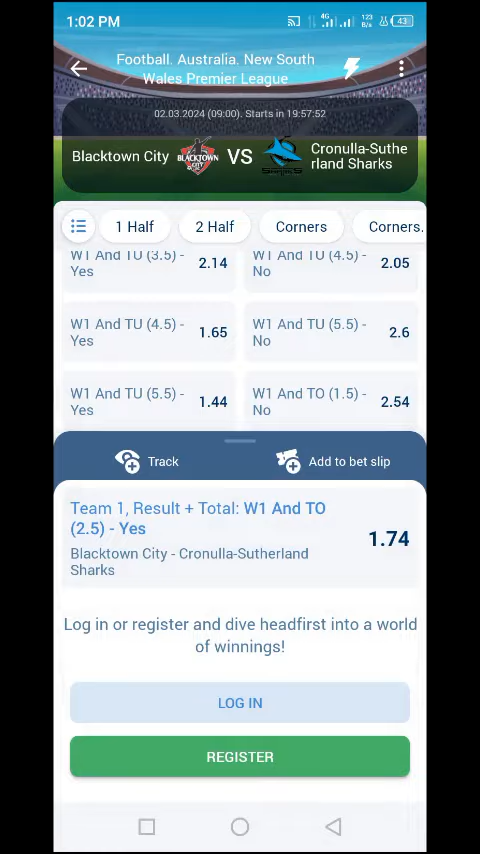 1:02 PM
4G
123
B/s
43
Football. Australia. New South
Wales Premier League
02.03.2024 (09:00). Starts in 19:57:52
Blacktown City
BLACKTOWN
CITY
VS
SHARKS
Cronulla-Suthe
rland Sharks
1 Half
2 Half
Corners
Corners.
W1 And TU (3.5) -
Yes
2.14
W1 And TU (4.5) -
No
2.05
W1 And TU (4.5) -
Yes
1.65
W1 And TU (5.5) -
No
2.6
W1 And TU (5.5) -
Yes
1.44
W1 And TO (1.5) -
No
2.54
Track
Add to bet slip
Team 1, Result + Total: W1 And TO
(2.5) - Yes
1.74
Blacktown City - Cronulla-Sutherland
Sharks
Log in or register and dive headfirst into a world
of winnings!
LOG IN
REGISTER